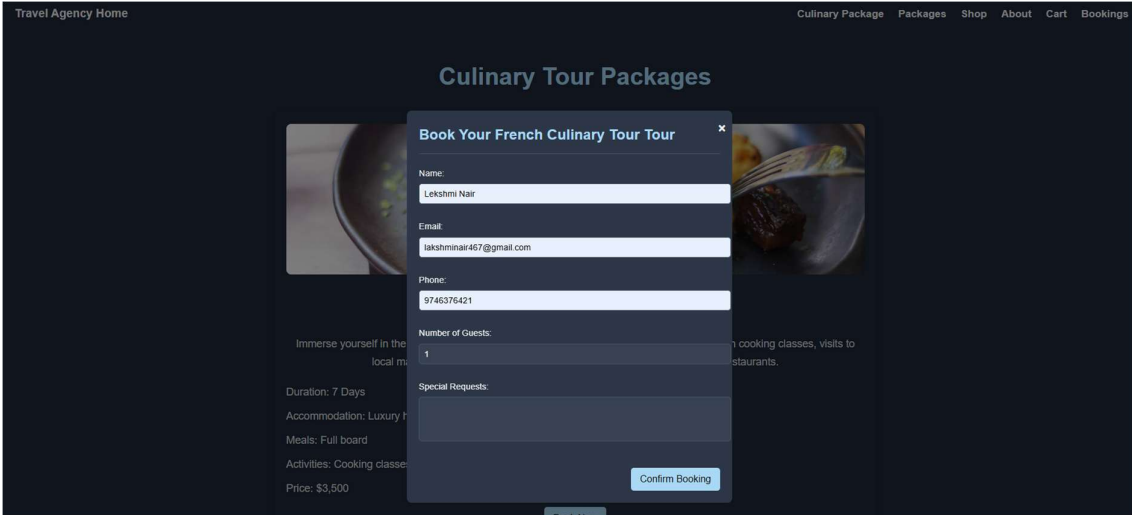 Travel Agency Home
Culinary Package Packages Shop About Cart Bookings
Culinary Tour Packages
Book Your French Culinary Tour Tour
×
Name:
Lekshmi Nair
Email:
lakshminair467@gmail.com
Phone:
9746376421
Number of Guests:
1
Special Requests:
Confirm Booking
Immerse yourself in the cooking classes, visits to
local
Duration: 7 Days
Accommodation: Luxury
Meals: Full board
Activities: Cooking classes
Price: $3,500